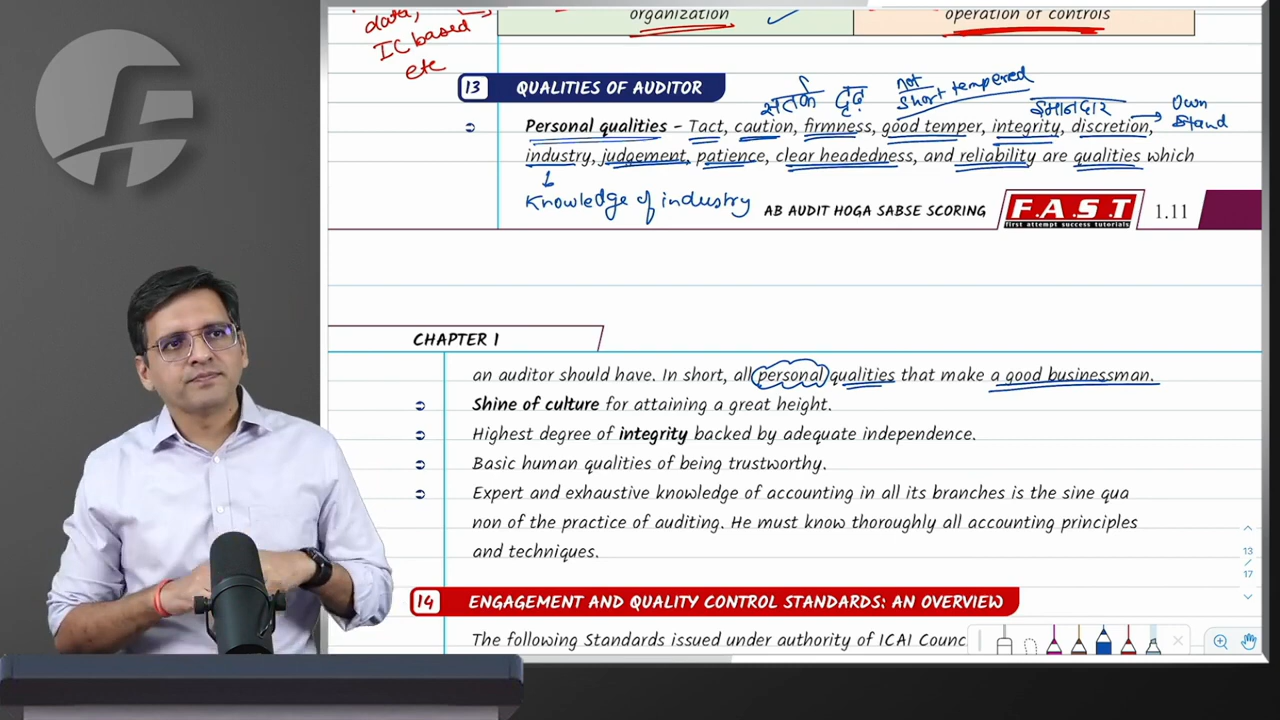 data,
IC based
etc
organization
operation of controls
13 QUALITIES OF AUDITOR
सतर्क दृढ़ not Short tempered ईमानदार Own Stand
Personal qualities – Tact, caution, firmness, good temper, integrity, discretion,
industry, judgement, patience, clear headedness, and reliability are qualities which
Knowledge of industry
AB AUDIT HOGA SABSE SCORING F.A.S.T 1.11
first attempt success tutorials
CHAPTER 1
an auditor should have. In short, all personal qualities that make a good businessman.
Shine of culture for attaining a great height.
Highest degree of integrity backed by adequate independence.
Basic human qualities of being trustworthy.
Expert and exhaustive knowledge of accounting in all its branches is the sine qua
non of the practice of auditing. He must know thoroughly all accounting principles
and techniques.
13
/
17
14 ENGAGEMENT AND QUALITY CONTROL STANDARDS: AN OVERVIEW
The following Standards issued under authority of ICAI Counc